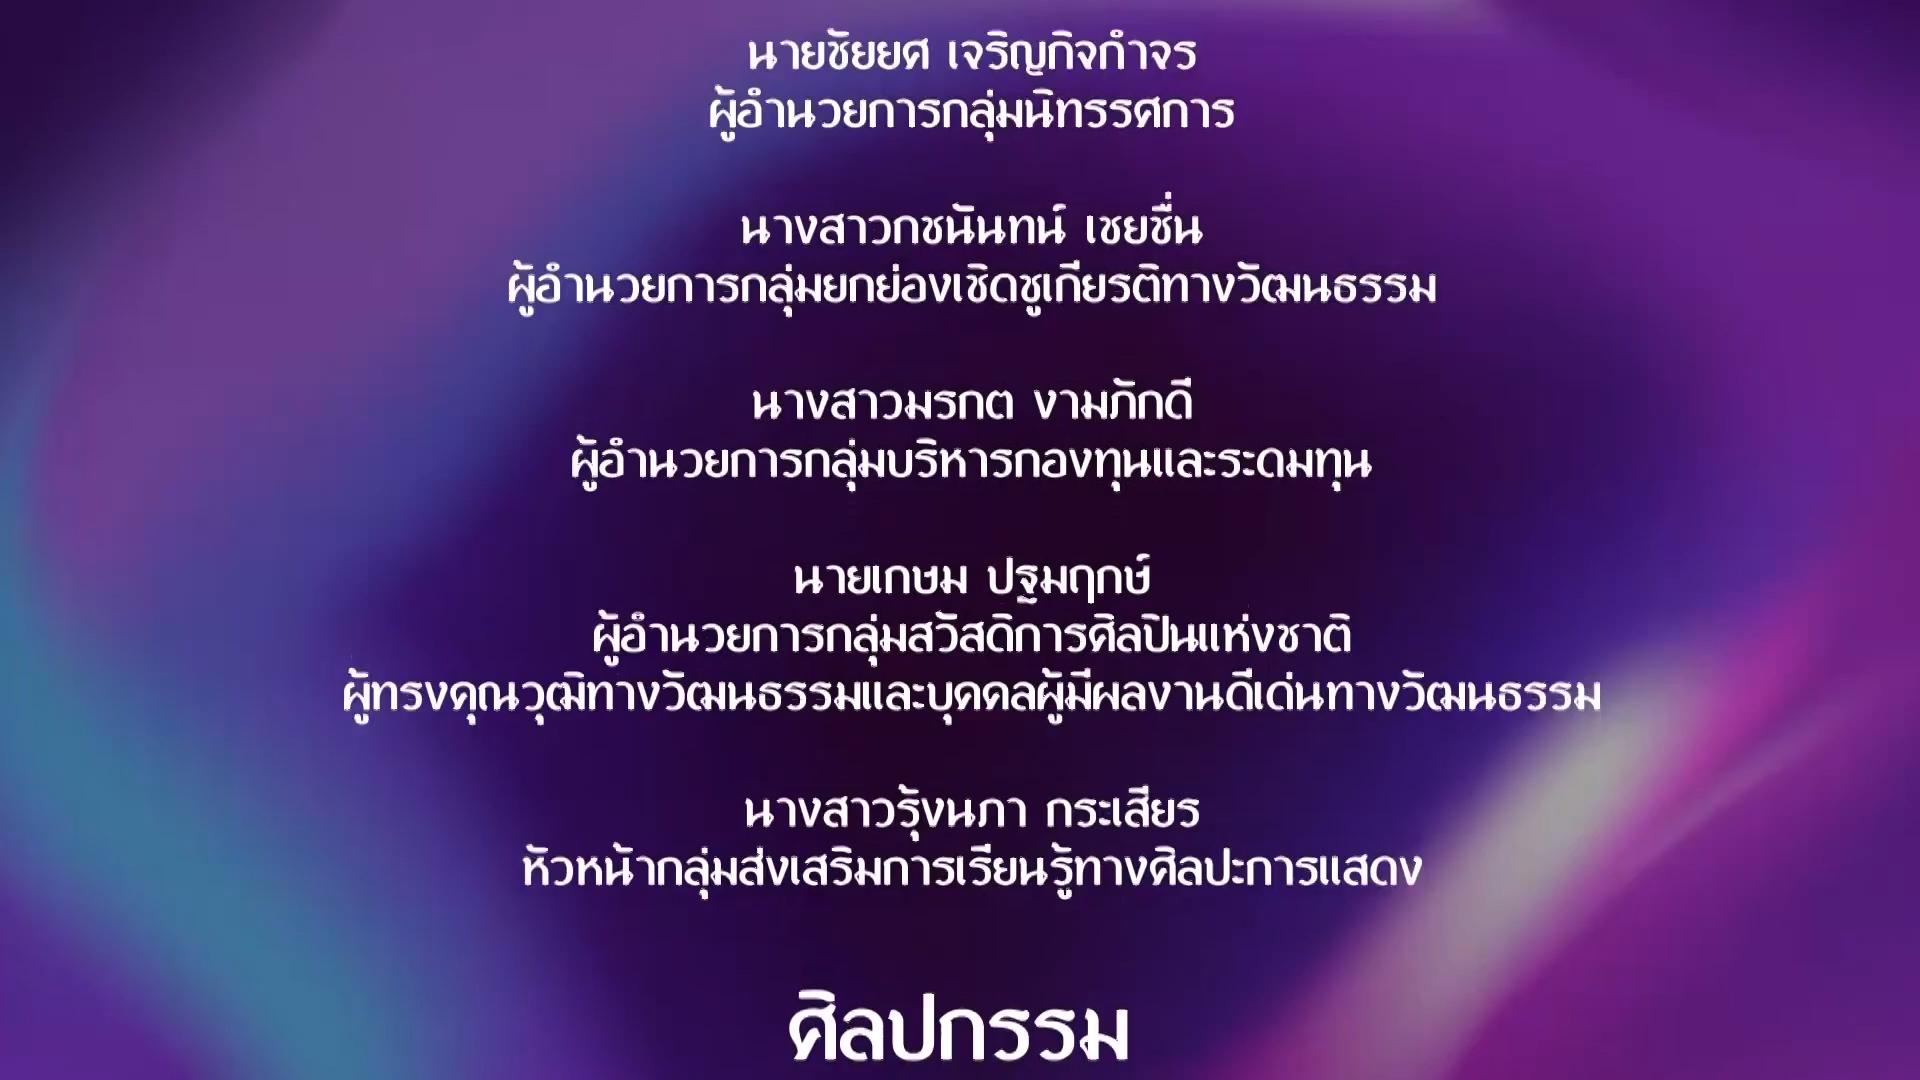 นายชัยยศ เจริญกิจกำจร
ผู้อำนวยการกลุ่มนิทรรศการ
นางสาวกชนันทน์ เชยชื่น
ผู้อำนวยการกลุ่มยกย่องเชิดชูเกียรติทางวัฒนธรรม
นางสาวมรกต งามภักดี
ผู้อำนวยการกลุ่มบริหารกองทุนและระดมทุน
นายเกษม ปฐมฤกษ์
ผู้อำนวยการกลุ่มสวัสดิการศิลปินแห่งชาติ
ผู้ทรงคุณวุฒิทางวัฒนธรรมและบุคคลผู้มีผลงานดีเด่นทางวัฒนธรรม
นางสาวรุ้งนภา กระเสียร
หัวหน้ากลุ่มส่งเสริมการเรียนรู้ทางศิลปะการแสดง
ศิลปกรรม